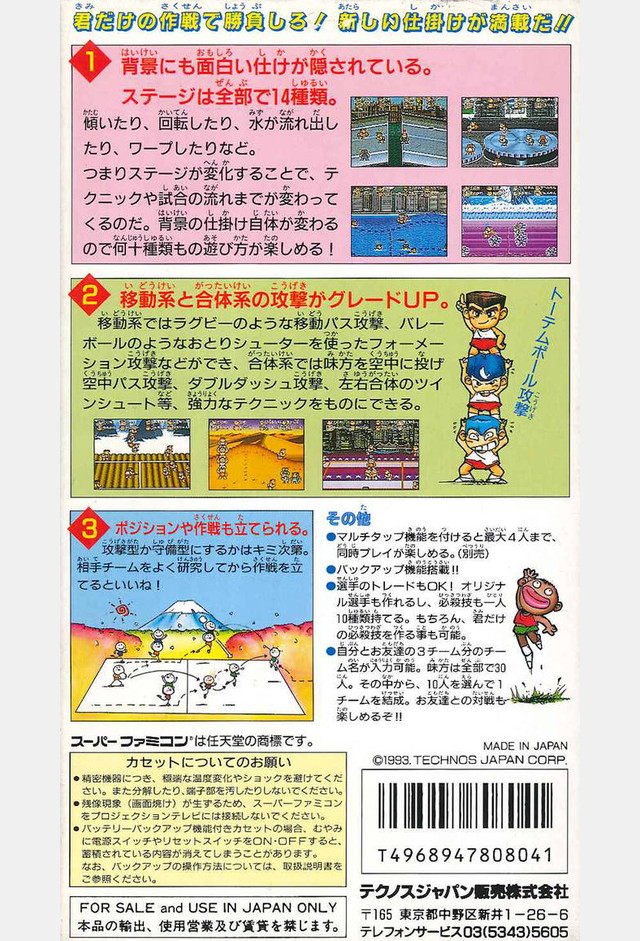 君だけの作戦で勝負しろ! 新しい仕掛けが満載だ!!
1 背景にも面白い仕けが隠されている。
ステージは全部で14種類。
傾いたり、回転したり、水が流れ出し
たり、ワープしたりなど。
つまりステージが変化することで、テ
クニックや試合の流れまでが変わって
くるのだ。背景の仕掛け自体が変わる
ので何十種類もの遊び方が楽しめる!
2 移動系と合体系の攻撃がグレードUP。
移動系ではラグビーのような移動パス攻撃、バレー
ボールのようなおとりシューターを使ったフォーメー
ション攻撃などができ、合体系では味方を空中に投げ
空中パス攻撃、ダブルダッシュ攻撃、左右合体のツイ
ンシュート等、強力なテクニックをものにできる。
トーテムポール攻撃
3 ポジションや作戦も立てられる。
攻撃型か守備型にするかはキミ次第。
相手チームをよく研究してから作戦を立
てるといいね!
その他
●マルチタップ機能を付けると最大4人まで、
同時プレイが楽しめる。(別売)
●バックアップ機能搭載!!
●選手のトレードもOK! オリジナ
ル選手も作れるし、必殺技も一人
10種類持てる。もちろん、君だけ
の必殺技を作る事も可能。
●自分とお友達の3チーム分のチー
ム名が入力可能。味方は全部で30
人。その中から、10人を選んで1
チームを結成。お友達との対戦も
楽しめるぞ!!
スーパーファミコン®は任天堂の商標です。
カセットについてのお願い
●精密機器につき、極端な温度変化やショックを避けてくだ
さい。また分解したり、端子部を汚したりしないでください。
●残像現象(画面焼け)が生ずるため、スーパーファミコン
をプロジェクションテレビには接続しないでください。
●バッテリーバックアップ機能付きカセットの場合、むやみ
に電源スイッチやリセットスイッチをON・OFFすると、
蓄積されている内容が消えてしまうことがあります。
なお、バックアップの操作方法については、取扱説明書を
ご参照ください。
FOR SALE and USE IN JAPAN ONLY
本品の輸出、使用営業及び賃貸を禁じます。
MADE IN JAPAN
©1993. TECHNOS JAPAN CORP.
T4968947808041
テクノスジャパン販売株式会社
〒165 東京都中野区新井1-26-6
テレフォンサービス03(5343)5605